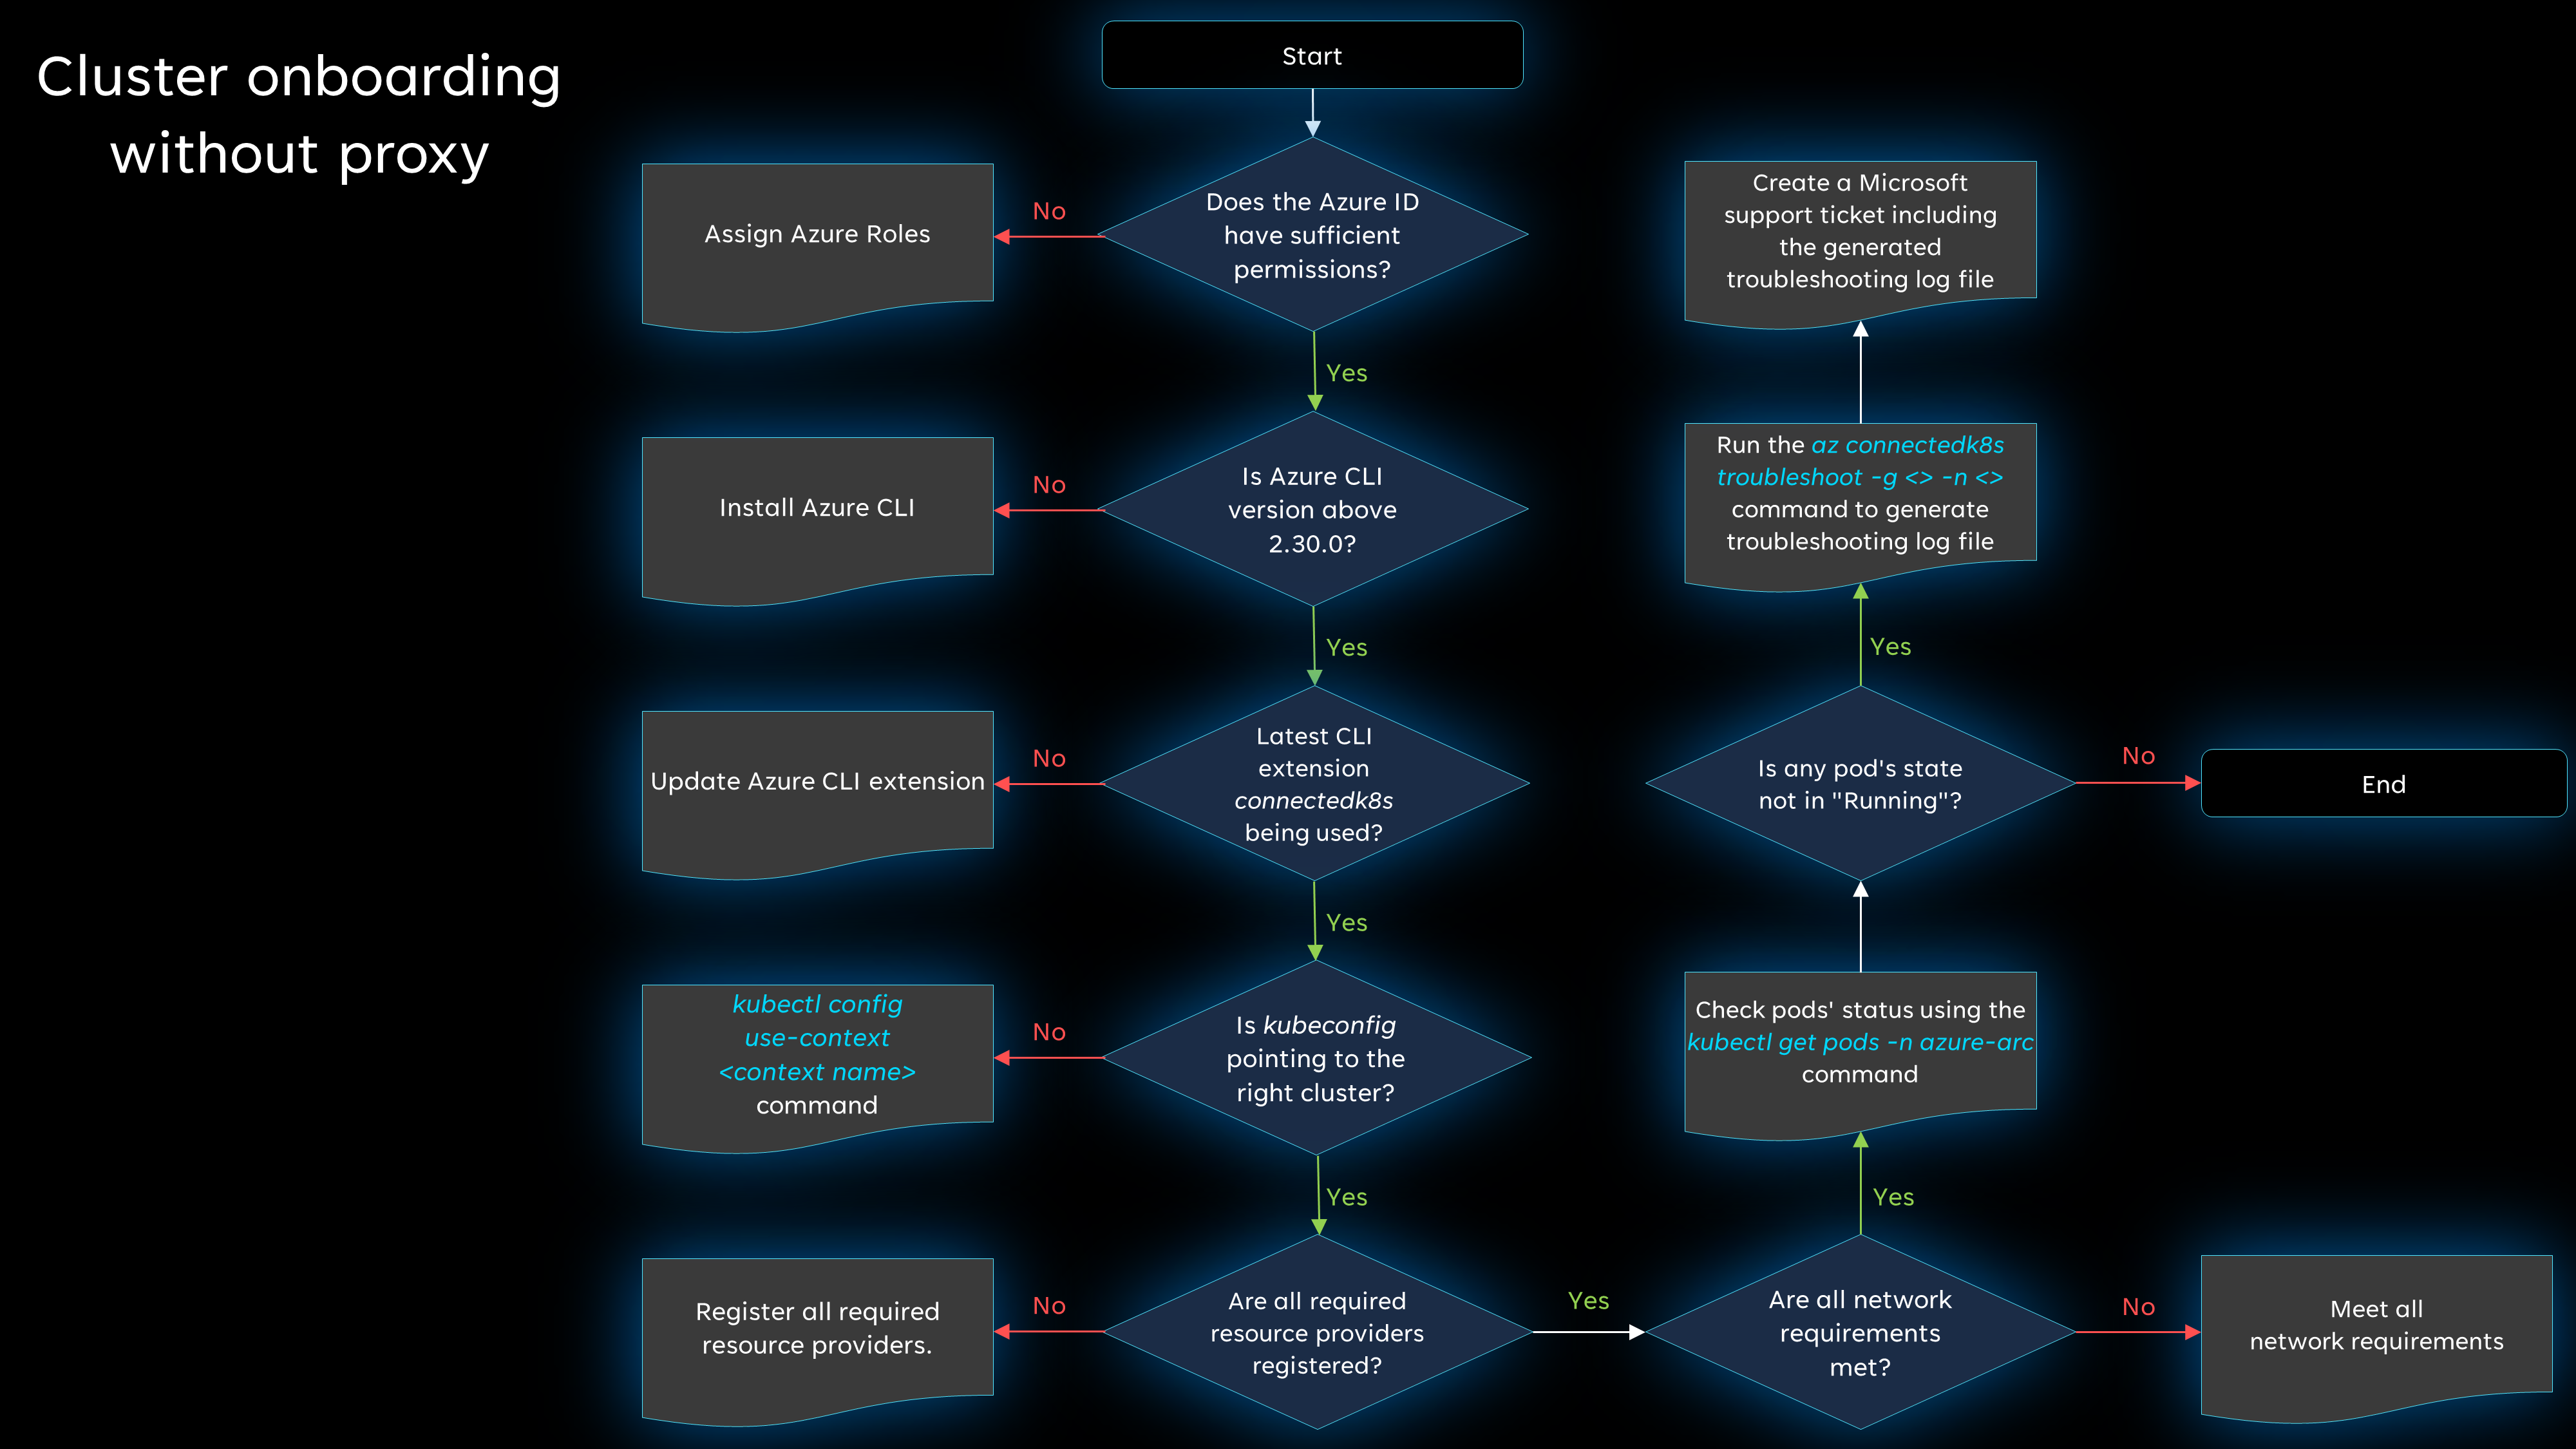 Cluster onboarding
without proxy
Start
Does the Azure ID
have sufficient
permissions?
No
Assign Azure Roles
Yes
Is Azure CLI
version above
2.30.0?
No
Install Azure CLI
Yes
Latest CLI
extension
connectedk8s
being used?
No
Update Azure CLI extension
Yes
Is kubeconfig
pointing to the
right cluster?
No
kubectl config
use-context
<context name>
command
Yes
Are all required
resource providers
registered?
No
Register all required
resource providers.
Yes
Are all network
requirements
met?
No
Meet all
network requirements
Yes
Check pods' status using the
kubectl get pods -n azure-arc
command
Is any pod's state
not in "Running"?
No
End
Yes
Run the az connectedk8s
troubleshoot -g <> -n <>
command to generate
troubleshooting log file
Create a Microsoft
support ticket including
the generated
troubleshooting log file